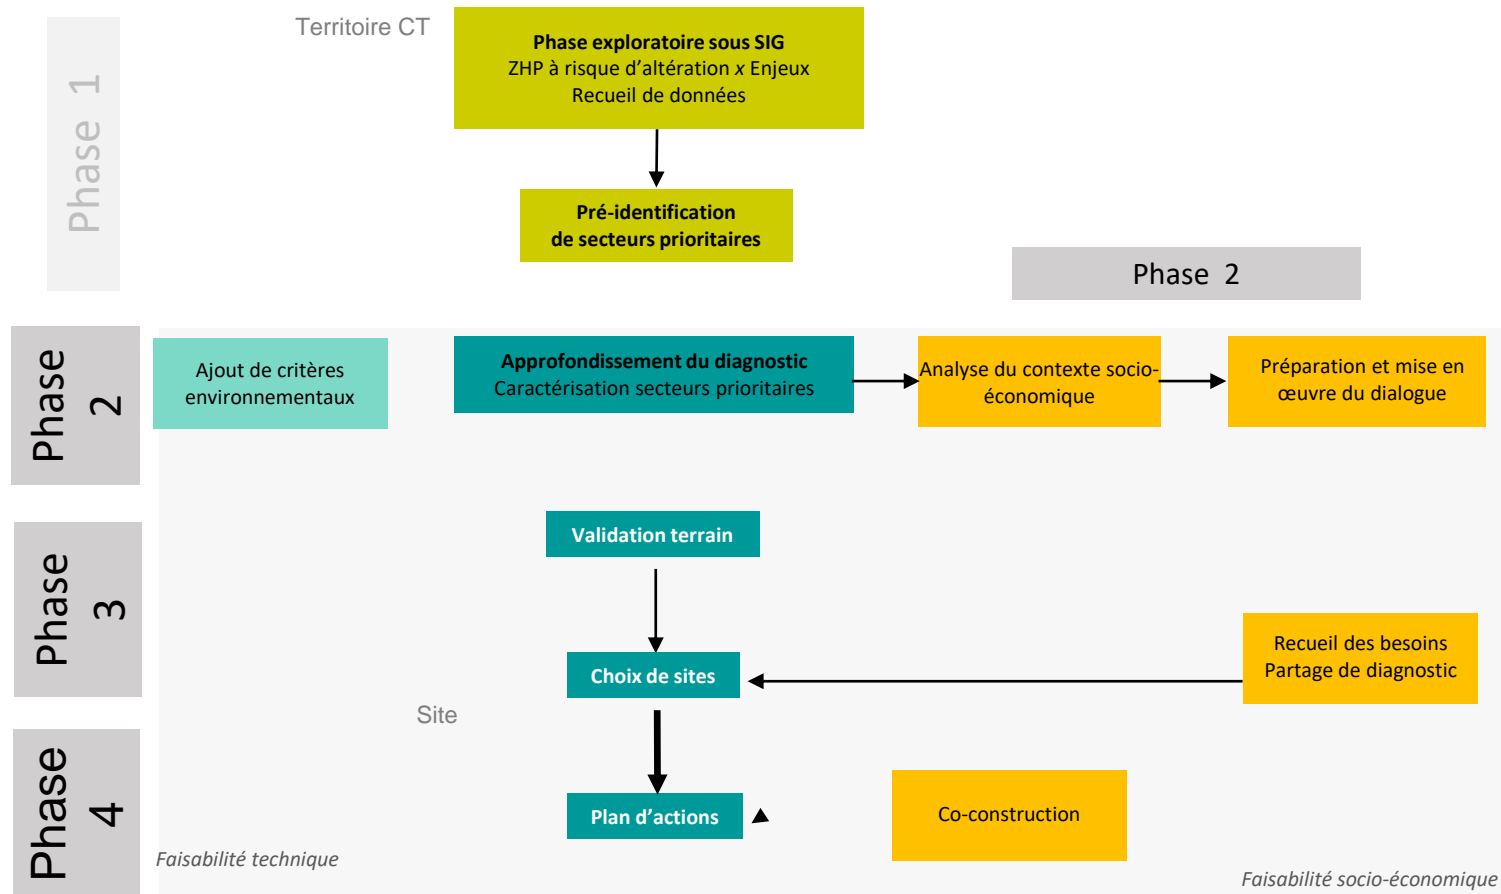 Territoire CT
Phase 1
Phase exploratoire sous SIG
ZHP à risque d'altération x Enjeux
Recueil de données
Pré-identification
de secteurs prioritaires
Phase 2
Phase
2
Ajout de critères
environnementaux
Approfondissement du diagnostic
Caractérisation secteurs prioritaires
Analyse du contexte socio-
économique
Préparation et mise en
œuvre du dialogue
Phase
3
Validation terrain
Choix de sites
Recueil des besoins
Partage de diagnostic
Site
Phase
4
Plan d'actions
Co-construction
Faisabilité technique
Faisabilité socio-économique